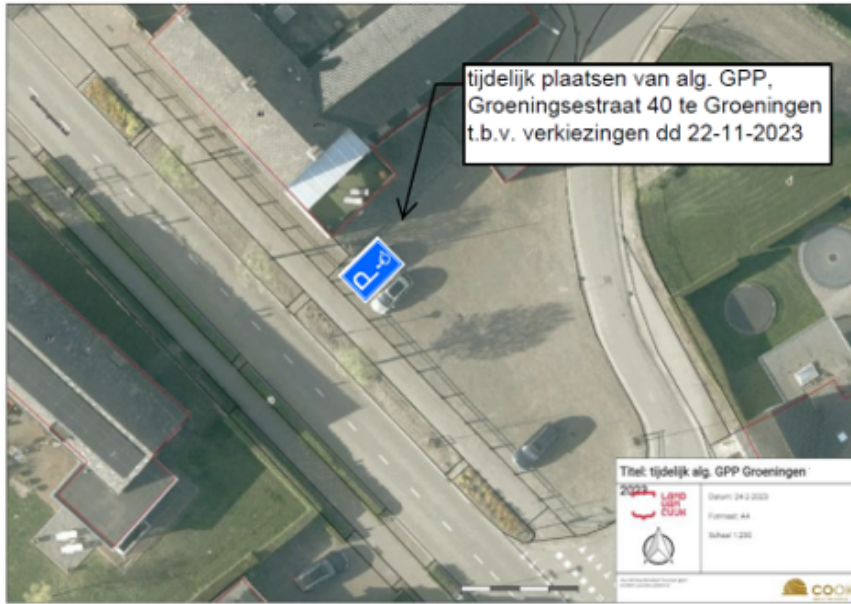 tijdelijk plaatsen van alg. GPP,
Groeningsestraat 40 te Groeningen
t.b.v. verkiezingen dd 22-11-2023
P
Titel: tijdelijk alg. GPP Groeningen
2023
LAND
VAN
CUIJK
Datum: 24-2-2023
Formaat: A4
Schaal 1:250
COOK